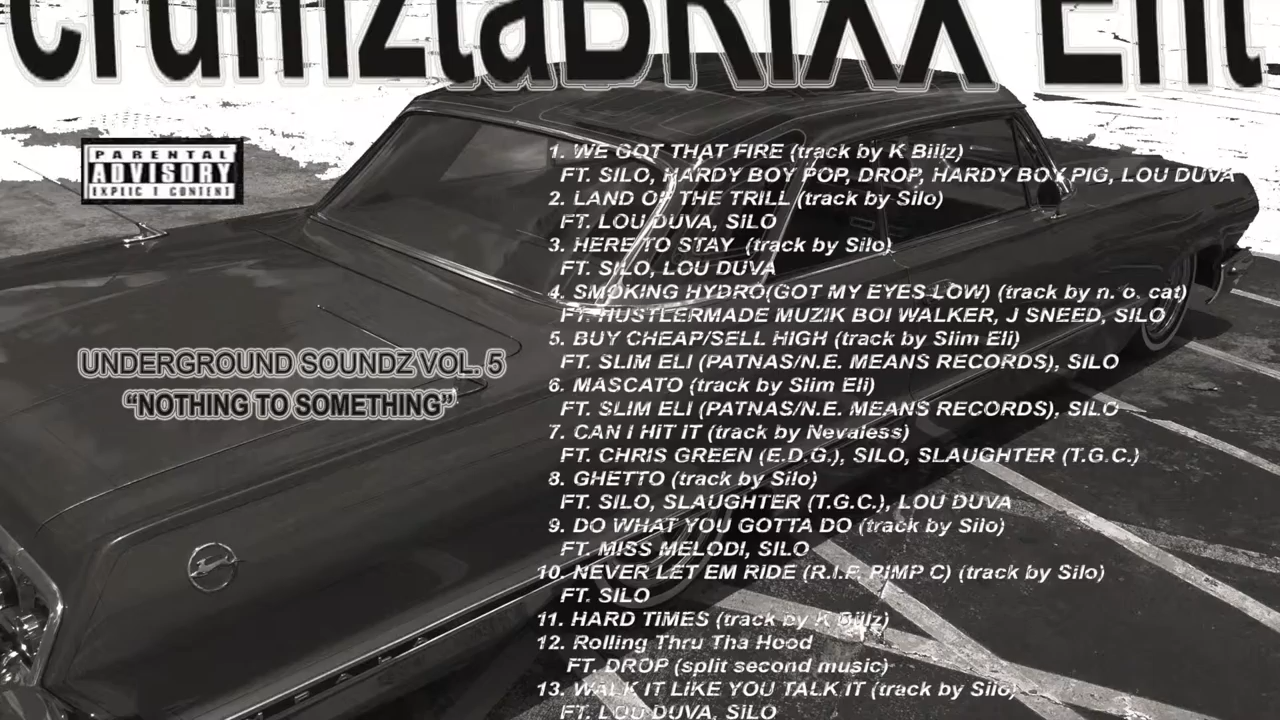 crumztaBRIXX Ent
PARENTAL
ADVISORY
EXPLICIT CONTENT
UNDERGROUND SOUNDZ VOL. 5
“NOTHING TO SOMETHING”
1. WE GOT THAT FIRE (track by K Billz)
FT. SILO, HARDY BOY POP, DROP, HARDY BOY PIG, LOU DUVA
2. LAND OF THE TRILL (track by Silo)
FT. LOU DUVA, SILO
3. HERE TO STAY (track by Silo)
FT. SILO, LOU DUVA
4. SMOKING HYDRO(GOT MY EYES LOW) (track by n. o. cat)
FT. HUSTLERMADE MUZIK BOI WALKER, J SNEED, SILO
5. BUY CHEAP/SELL HIGH (track by Slim Eli)
FT. SLIM ELI (PATNAS/N.E. MEANS RECORDS), SILO
6. MASCATO (track by Slim Eli)
FT. SLIM ELI (PATNAS/N.E. MEANS RECORDS), SILO
7. CAN I HIT IT (track by Nevaless)
FT. CHRIS GREEN (E.D.G.), SILO, SLAUGHTER (T.G.C.)
8. GHETTO (track by Silo)
FT. SILO, SLAUGHTER (T.G.C.), LOU DUVA
9. DO WHAT YOU GOTTA DO (track by Silo)
FT. MISS MELODI, SILO
10. NEVER LET EM RIDE (R.I.P. PIMP C) (track by Silo)
FT. SILO
11. HARD TIMES (track by K Billz)
12. Rolling Thru Tha Hood
FT. DROP (split second music)
13. WALK IT LIKE YOU TALK IT (track by Silo)
FT. LOU DUVA, SILO
IMPALA